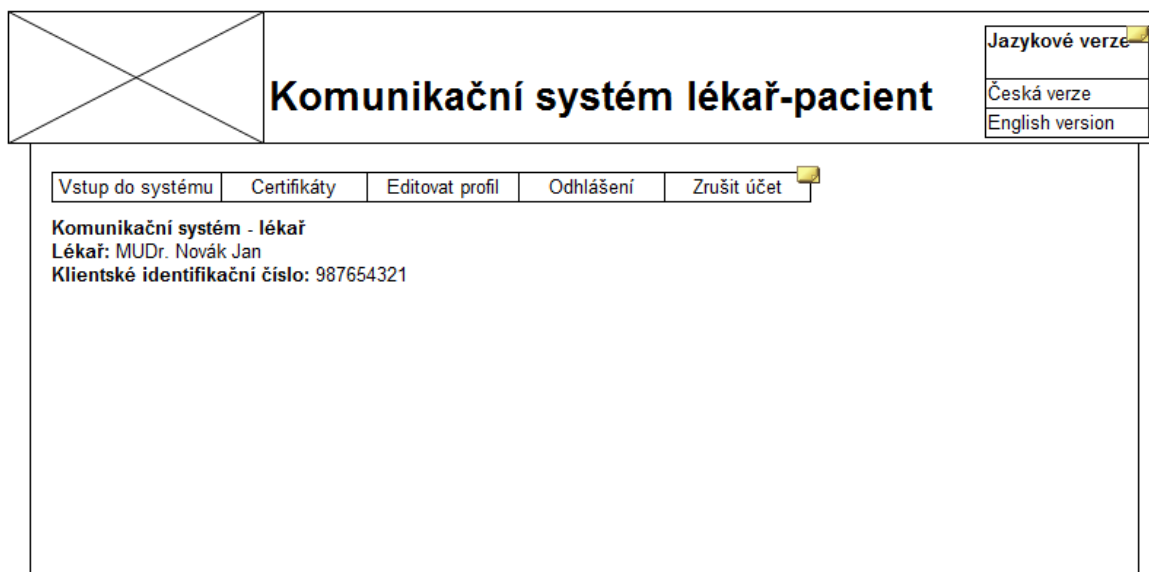 Jazykové verze
Komunikační systém lékař-pacient
Česká verze
English version
Vstup do systému Certifikáty Editovat profil Odhlášení Zrušit účet
Komunikační systém - lékař
Lékař: MUDr. Novák Jan
Klientské identifikační číslo: 987654321